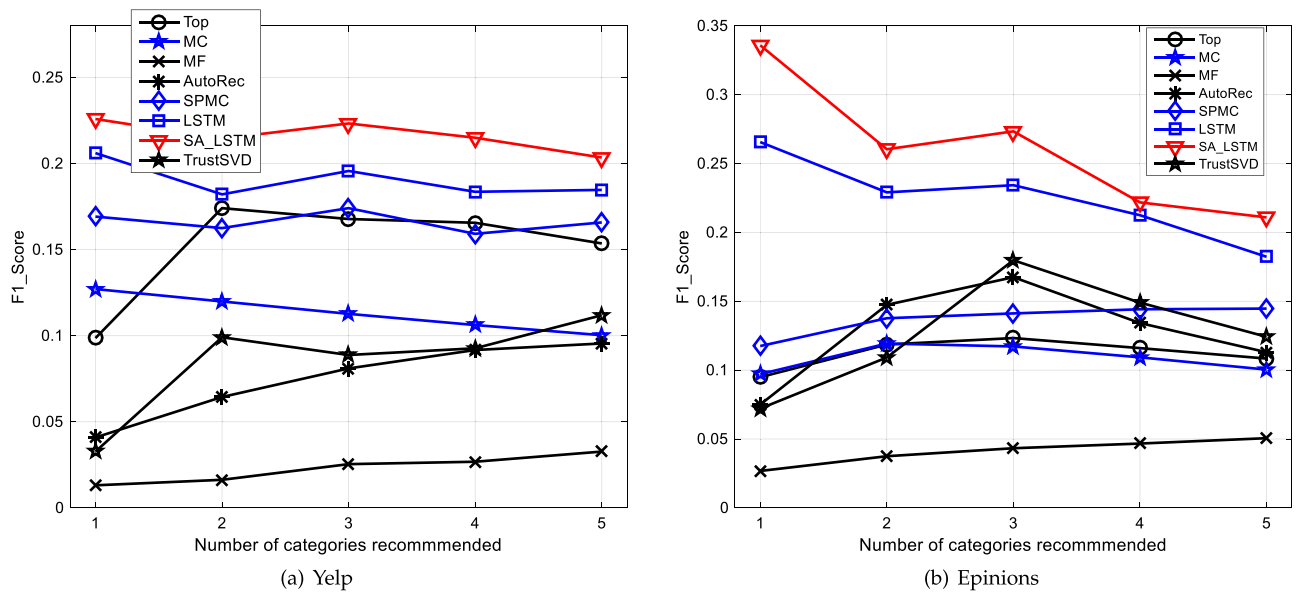 Top
MC
MF
AutoRec
SPMC
LSTM
SA_LSTM
TrustSVD
0.25
0.2
0.15
0.1
0.05
0
F1_Score
1 2 3 4 5
Number of categories recommmended
(a) Yelp
Top
MC
MF
AutoRec
SPMC
LSTM
SA_LSTM
TrustSVD
0.35
0.3
0.25
0.2
0.15
0.1
0.05
0
F1_Score
1 2 3 4 5
Number of categories recommmended
(b) Epinions